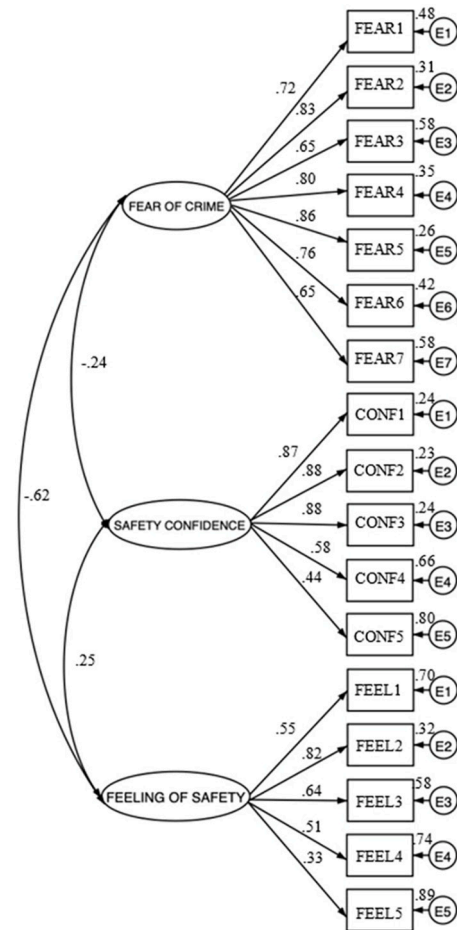 .48
FEAR1
E1
.72
.31
FEAR2
E2
.83
.58
FEAR3
E3
.65
.35
FEAR4
E4
.80
FEAR OF CRIME
.26
FEAR5
E5
.86
.42
FEAR6
E6
.76
.58
FEAR7
E7
.65
-.24
.24
CONF1
E1
.87
.23
CONF2
E2
.88
-.62
SAFETY CONFIDENCE
.24
CONF3
E3
.88
.66
CONF4
E4
.58
.80
CONF5
E5
.44
.25
.70
FEEL1
E1
.55
.32
FEEL2
E2
.82
FEELING OF SAFETY
.58
FEEL3
E3
.64
.74
FEEL4
E4
.51
.89
FEEL5
E5
.33